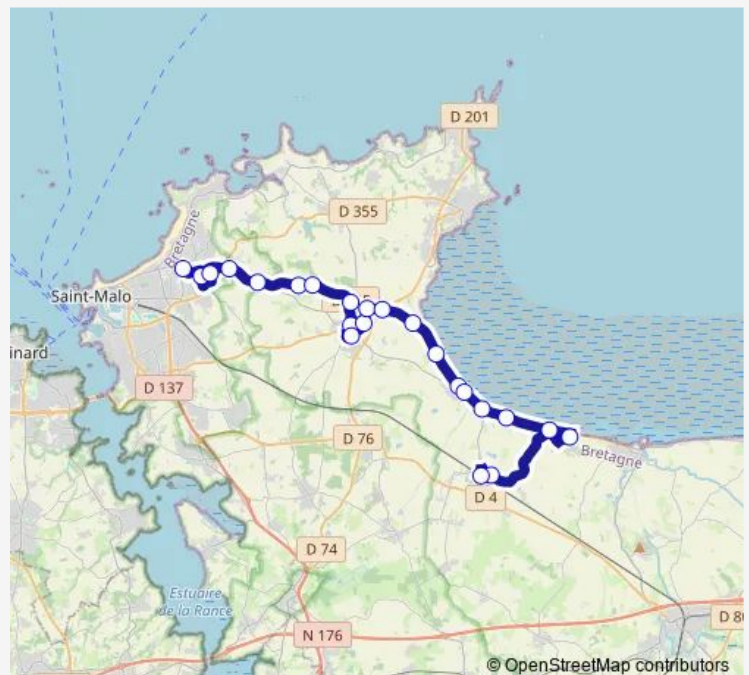 D 201
D 355
Bretagne
Saint-Malo
inard
D 137
D 76
Bretagne
D 4
D 74
Estuaire
de la Rance
N 176
D 8
© OpenStreetMap contributors